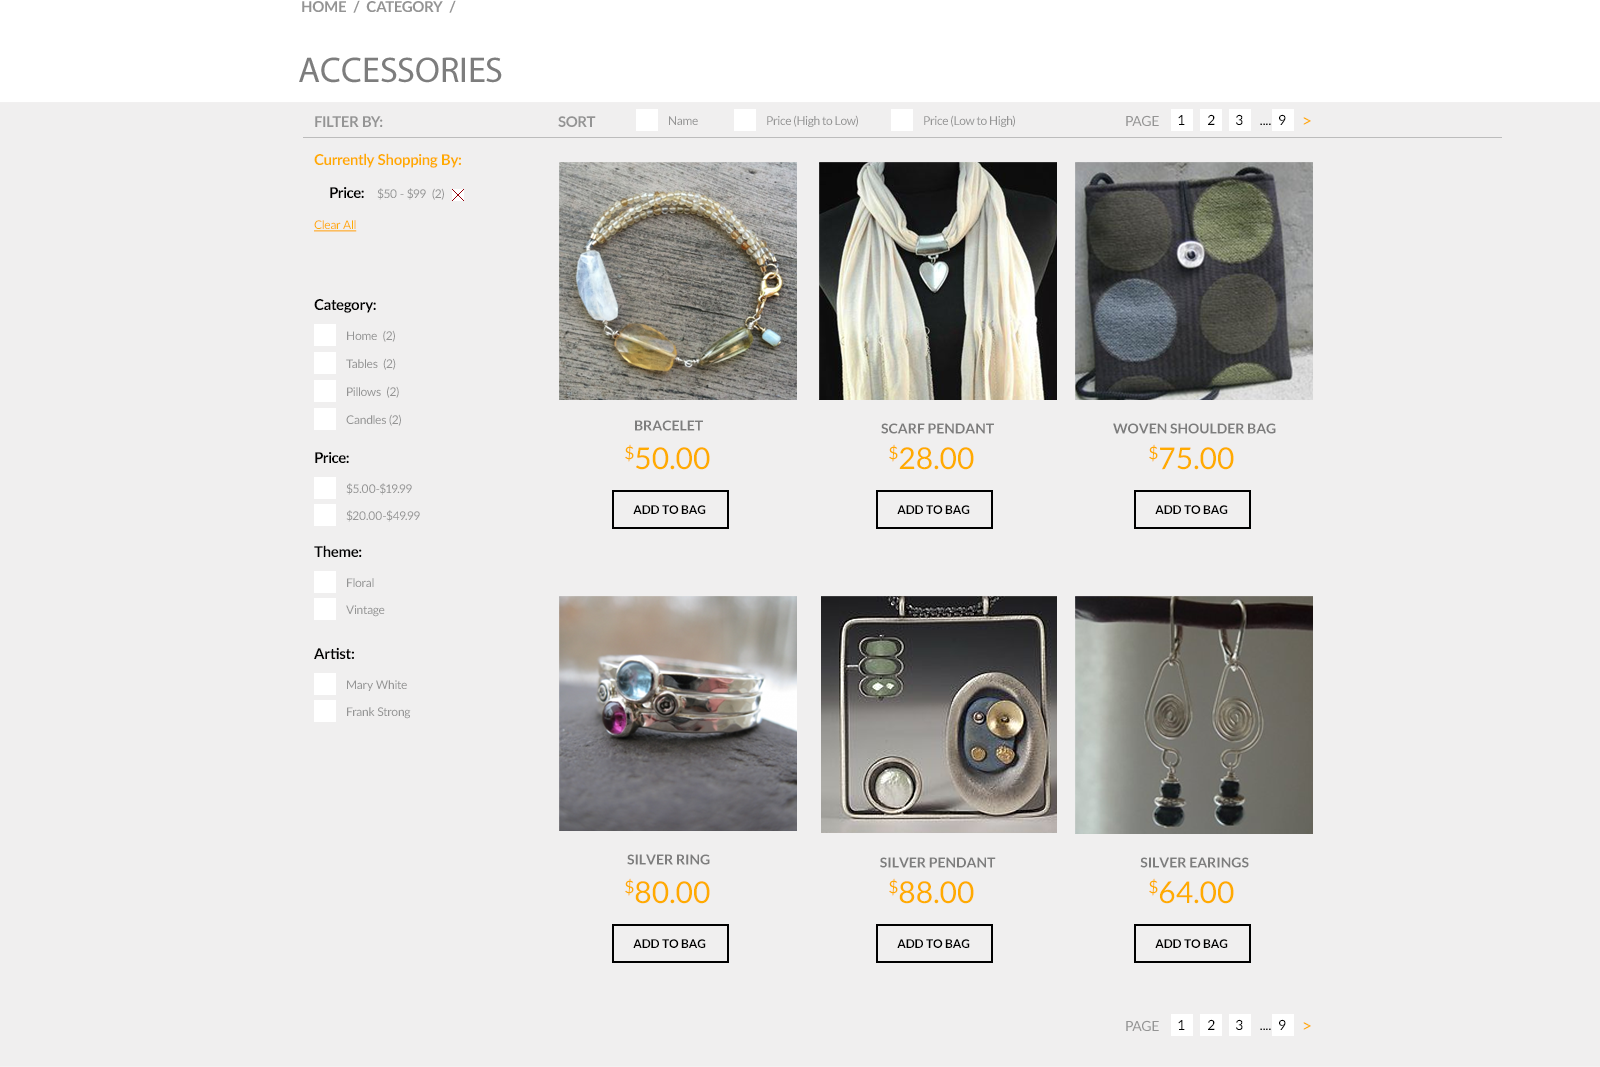 HOME / CATEGORY /
ACCESSORIES
FILTER BY:
SORT
Name
Price (High to Low)
Price (Low to High)
PAGE 1 2 3 .... 9 >
Currently Shopping By:
Price: $50 - $99 (2)
Clear All
Category:
Home (2)
Tables (2)
Pillows (2)
Candles (2)
Price:
$5.00-$19.99
$20.00-$49.99
Theme:
Floral
Vintage
Artist:
Mary White
Frank Strong
BRACELET
$50.00
ADD TO BAG
SCARF PENDANT
$28.00
ADD TO BAG
WOVEN SHOULDER BAG
$75.00
ADD TO BAG
SILVER RING
$80.00
ADD TO BAG
SILVER PENDANT
$88.00
ADD TO BAG
SILVER EARINGS
$64.00
ADD TO BAG
PAGE 1 2 3 .... 9 >